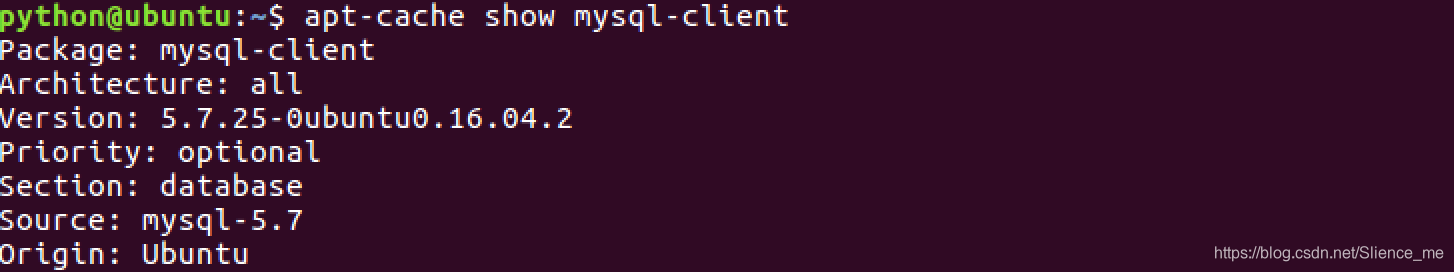 python@ubuntu:~$ apt-cache show mysql-client
Package: mysql-client
Architecture: all
Version: 5.7.25-0ubuntu0.16.04.2
Priority: optional
Section: database
Source: mysql-5.7
Origin: Ubuntu
https://blog.csdn.net/Slience_me